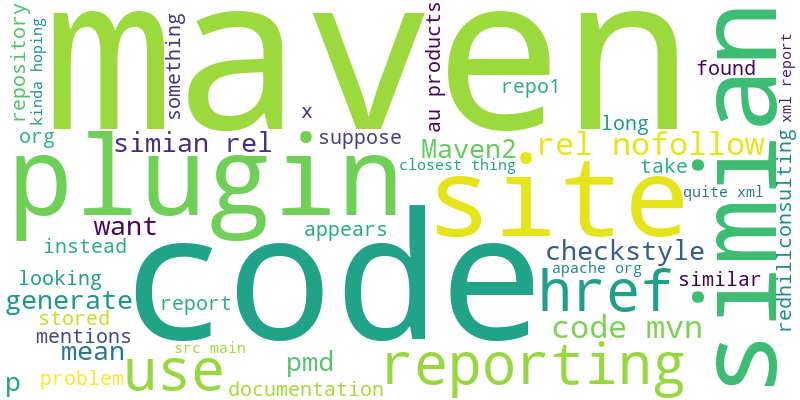 maven
simian
code
plugin
site
reporting
use
href
rel nofollow
code mvn
checkstyle
Maven2
simian rel
generate
want
mean
pmd
p
documentation
repository
kinda hoping
something
au products
repo1
found
xml report
x
suppose
long
org
closest thing
take
quite xml
redhillconsulting
instead
appears
apache org
similar
looking
report
stored
mentions
src main
problem